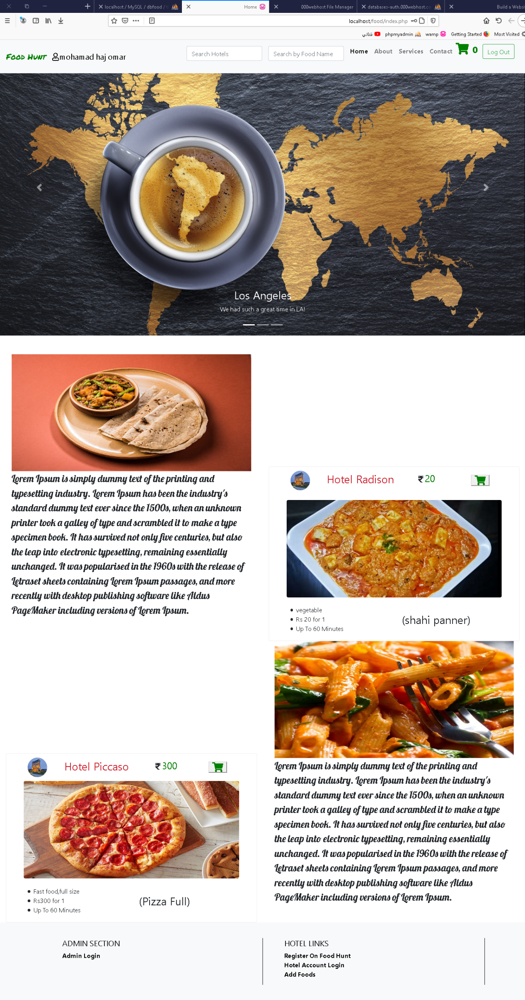 localhost / MySQL / dbfood / t
Home
000webhost File Manager
databases-auth.000webhost.co
Build a Websi
localhost/food/index.php
قناتي
phpmyadmin
wamp
Getting Started
Most Visited
Food Hunt
mohamad haj omar
Search Hotels
Search by Food Name
Home
About
Services
Contact
0
Log Out
Los Angeles
We had such a great time in LA!
Lorem Ipsum is simply dummy text of the printing and
typesetting industry. Lorem Ipsum has been the industry's
standard dummy text ever since the 1500s, when an unknown
printer took a galley of type and scrambled it to make a type
specimen book. It has survived not only five centuries, but also
the leap into electronic typesetting, remaining essentially
unchanged. It was popularised in the 1960s with the release of
Letraset sheets containing Lorem Ipsum passages, and more
recently with desktop publishing software like Aldus
PageMaker including versions of Lorem Ipsum.
Hotel Radison
₹ 20
vegetable
Rs 20 for 1
Up To 60 Minutes
(shahi panner)
Hotel Piccaso
₹ 300
Fast food,full size
Rs300 for 1
Up To 60 Minutes
(Pizza Full)
Lorem Ipsum is simply dummy text of the printing and
typesetting industry. Lorem Ipsum has been the industry's
standard dummy text ever since the 1500s, when an unknown
printer took a galley of type and scrambled it to make a type
specimen book. It has survived not only five centuries, but also
the leap into electronic typesetting, remaining essentially
unchanged. It was popularised in the 1960s with the release of
Letraset sheets containing Lorem Ipsum passages, and more
recently with desktop publishing software like Aldus
PageMaker including versions of Lorem Ipsum.
ADMIN SECTION
Admin Login
HOTEL LINKS
Register On Food Hunt
Hotel Account Login
Add Foods